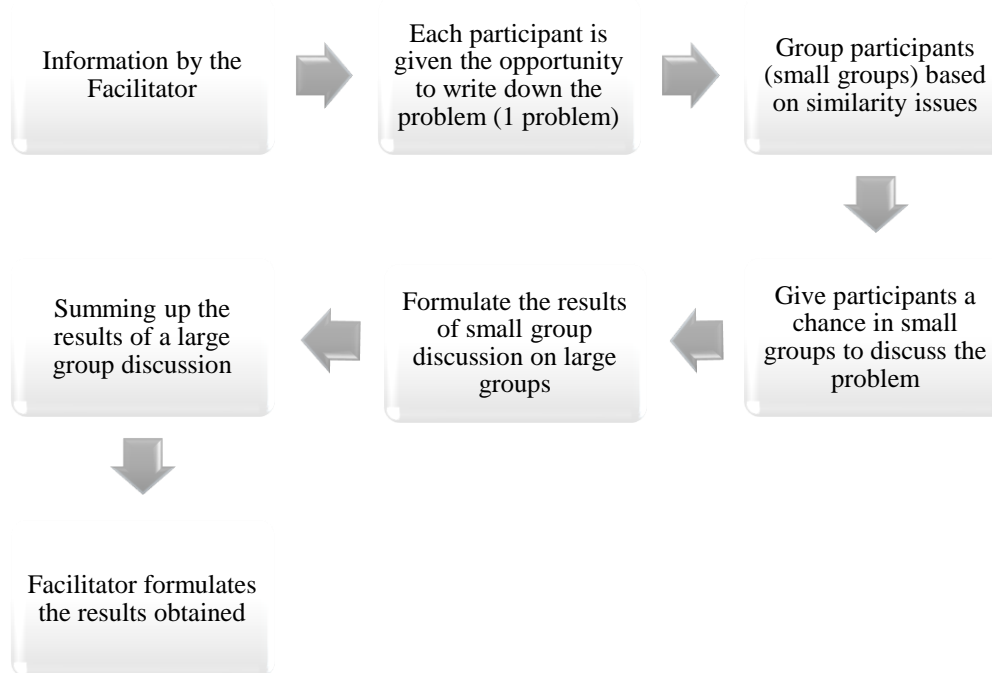 Information by the
Facilitator
Each participant is
given the opportunity
to write down the
problem (1 problem)
Group participants
(small groups) based
on similarity issues
Give participants a
chance in small
groups to discuss the
problem
Formulate the results
of small group
discussion on large
groups
Summing up the
results of a large
group discussion
Facilitator formulates
the results obtained